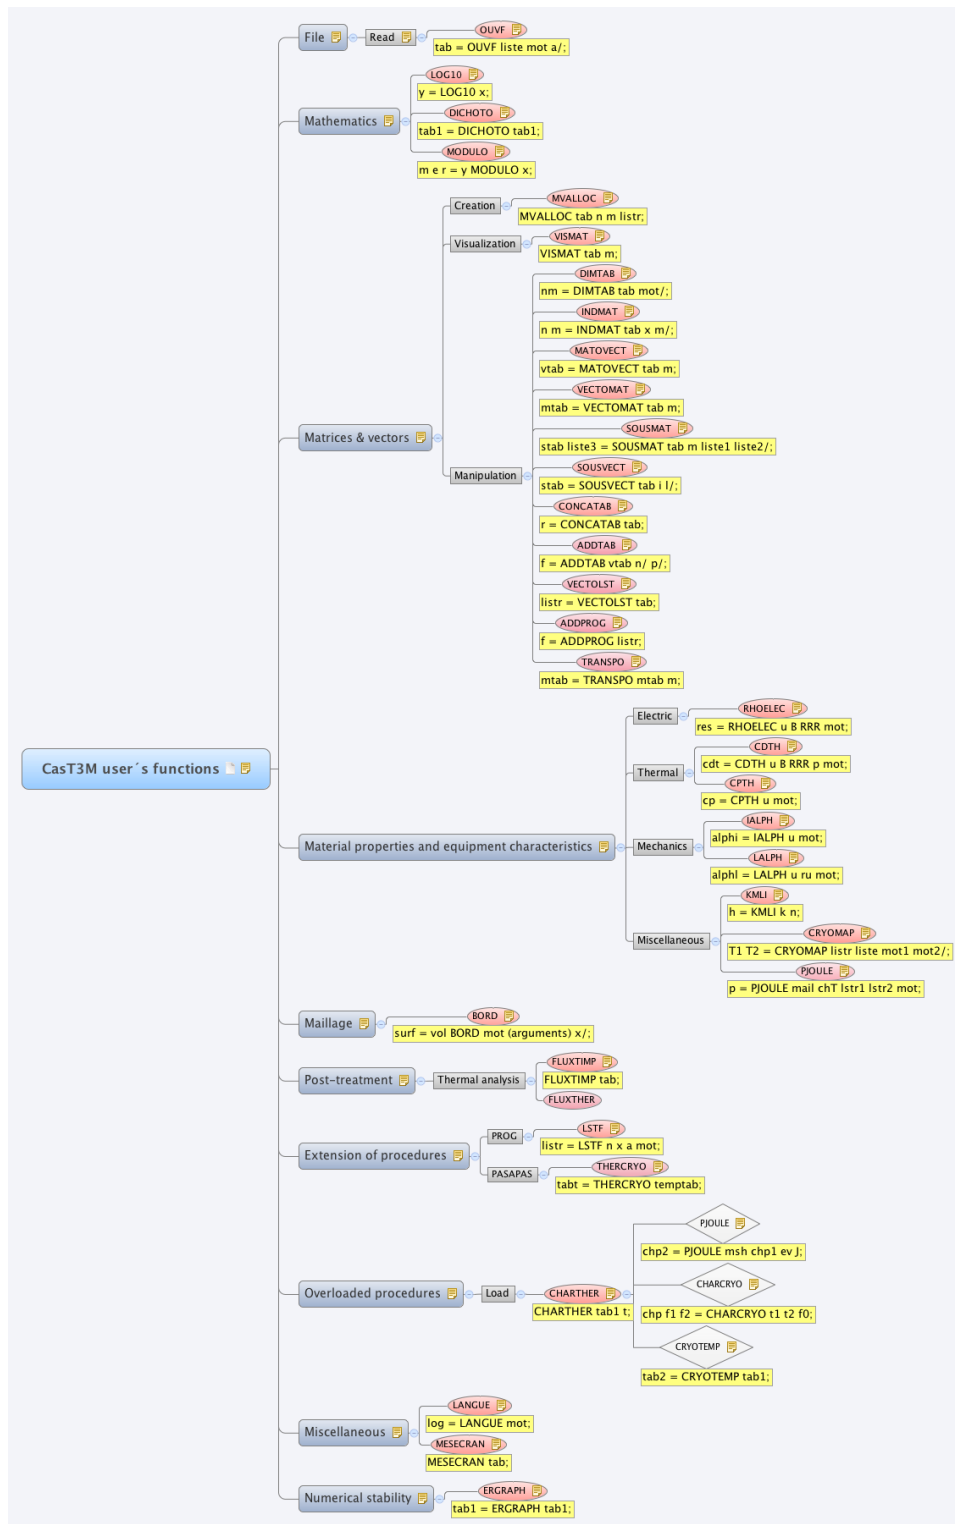 CasT3M user´s functions
File
Read
OUVF
tab = OUVF liste mot a/;
Mathematics
LOG10
y = LOG10 x;
DICHOTO
tab1 = DICHOTO tab1;
MODULO
m e r = y MODULO x;
Matrices & vectors
Creation
MVALLOC
MVALLOC tab n m listr;
Visualization
VISMAT
VISMAT tab m;
Manipulation
DIMTAB
nm = DIMTAB tab mot/;
INDMAT
n m = INDMAT tab x m/;
MATOVECT
vtab = MATOVECT tab m;
VECTOMAT
mtab = VECTOMAT tab m;
SOUSMAT
stab liste3 = SOUSMAT tab m liste1 liste2/;
SOUSVECT
stab = SOUSVECT tab i l/;
CONCATAB
r = CONCATAB tab;
ADDTAB
f = ADDTAB vtab n/ p/;
VECTOLST
listr = VECTOLST tab;
ADDPROG
f = ADDPROG listr;
TRANSPO
mtab = TRANSPO mtab m;
Material properties and equipment characteristics
Electric
RHOELEC
res = RHOELEC u B RRR mot;
Thermal
CDTH
cdt = CDTH u B RRR p mot;
CPTH
cp = CPTH u mot;
Mechanics
IALPH
alphi = IALPH u mot;
LALPH
alphl = LALPH u ru mot;
Miscellaneous
KMLI
h = KMLI k n;
CRYOMAP
T1 T2 = CRYOMAP listr liste mot1 mot2/;
PJOULE
p = PJOULE mail chT lstr1 lstr2 mot;
Maillage
BORD
surf = vol BORD mot (arguments) x/;
Post-treatment
Thermal analysis
FLUXTIMP
FLUXTIMP tab;
FLUXTHER
Extension of procedures
PROG
LSTF
listr = LSTF n x a mot;
PASAPAS
THERCRYO
tabt = THERCRYO temptab;
Overloaded procedures
Load
CHARTHER
CHARTHER tab1 t;
PJOULE
chp2 = PJOULE msh chp1 ev J;
CHARCRYO
chp f1 f2 = CHARCRYO t1 t2 f0;
CRYOTEMP
tab2 = CRYOTEMP tab1;
Miscellaneous
LANGUE
log = LANGUE mot;
MESECRAN
MESECRAN tab;
Numerical stability
ERGRAPH
tab1 = ERGRAPH tab1;